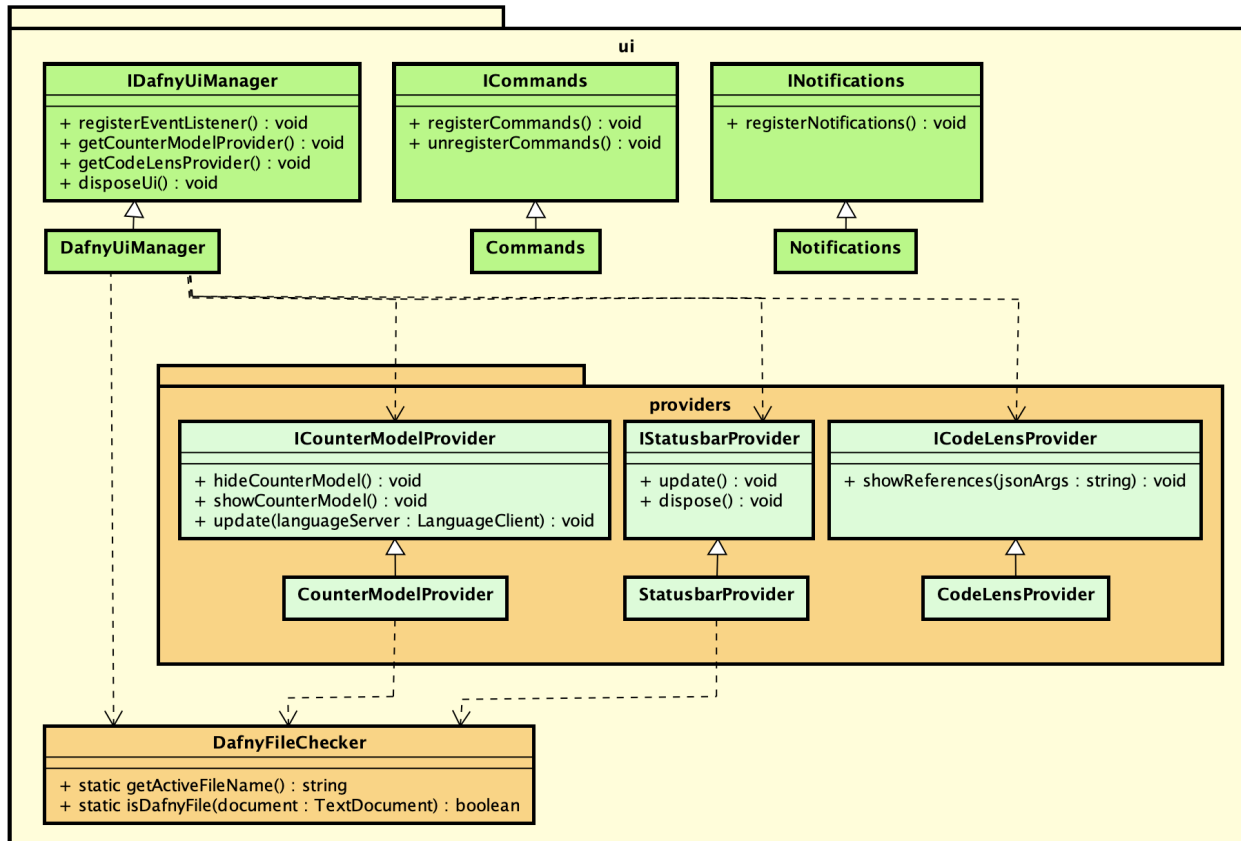 ui
IDafnyUiManager
+ registerEventListener() : void
+ getCounterModelProvider() : void
+ getCodeLensProvider() : void
+ disposeUi() : void
ICommands
+ registerCommands() : void
+ unregisterCommands() : void
INotifications
+ registerNotifications() : void
DafnyUiManager
Commands
Notifications
providers
ICounterModelProvider
+ hideCounterModel() : void
+ showCounterModel() : void
+ update(languageServer : LanguageClient) : void
IStatusbarProvider
+ update() : void
+ dispose() : void
ICodeLensProvider
+ showReferences(jsonArgs : string) : void
CounterModelProvider
StatusbarProvider
CodeLensProvider
DafnyFileChecker
+ static getActiveFileName() : string
+ static isDafnyFile(document : TextDocument) : boolean